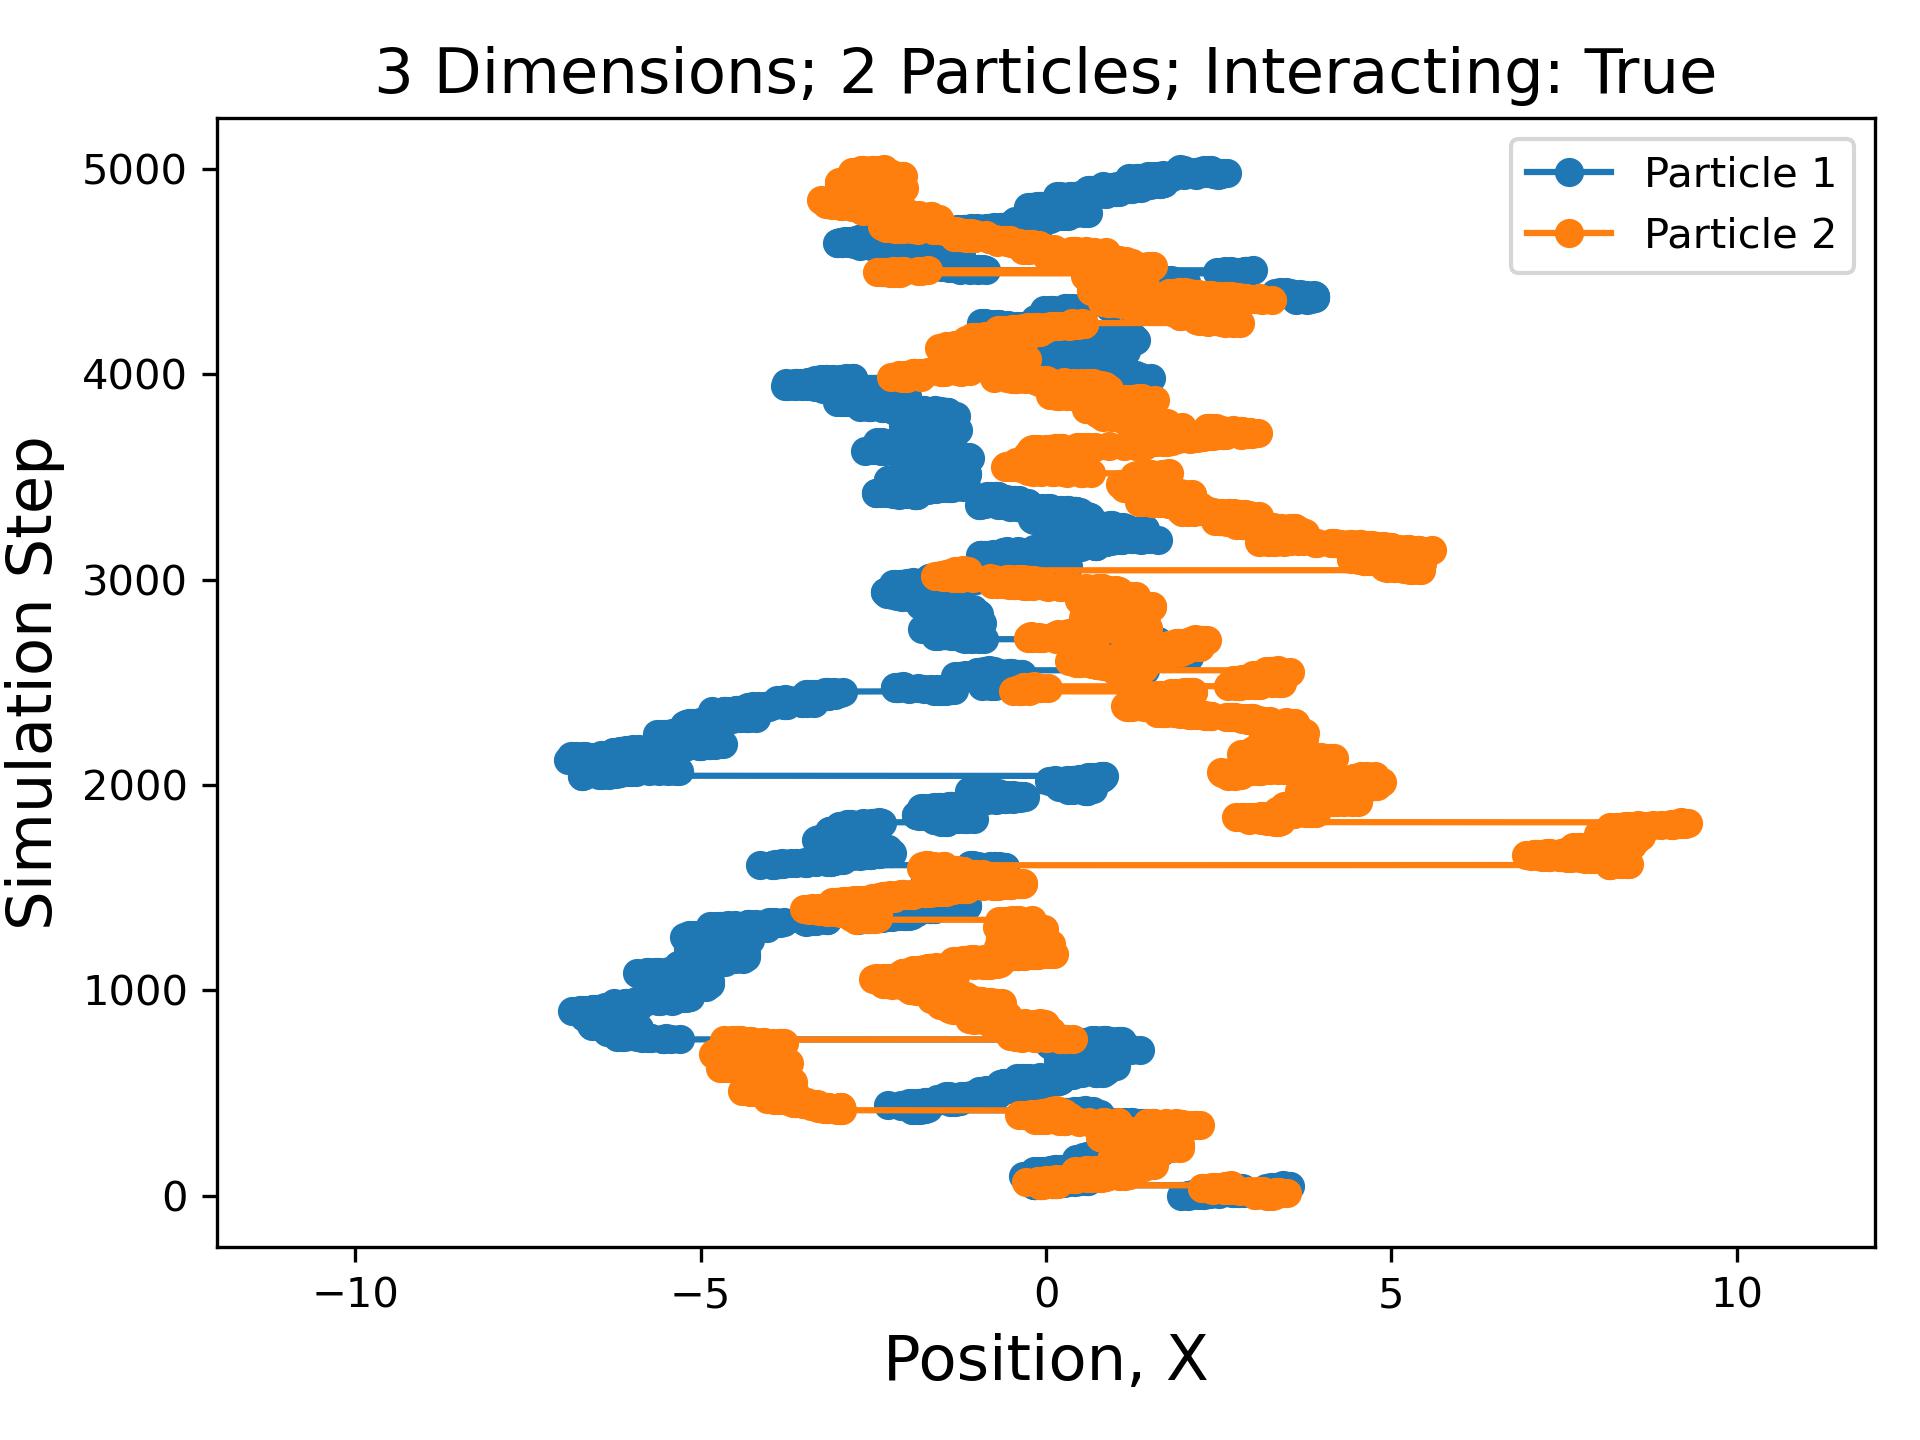 3 Dimensions; 2 Particles; Interacting: True
Particle 1
Particle 2
Simulation Step
5000
4000
3000
2000
1000
0
−10
−5
0
5
10
Position, X